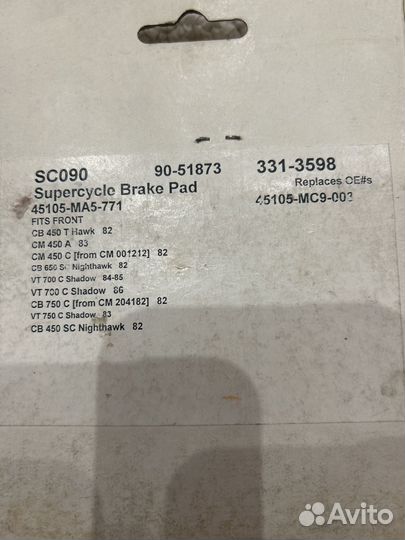 SC090 90-51873 331-3598
Supercycle Brake Pad Replaces OE#s
45105-MA5-771 45105-MC9-003
FITS FRONT
CB 450 T Hawk 82
CM 450 A 83
CM 450 C [from CM 001212] 82
CB 650 SC Nighthawk 82
VT 700 C Shadow 84-85
VT 700 C Shadow 86
CB 750 C [from CM 204182] 82
VT 750 C Shadow 83
CB 450 SC Nighthawk 82
Avito